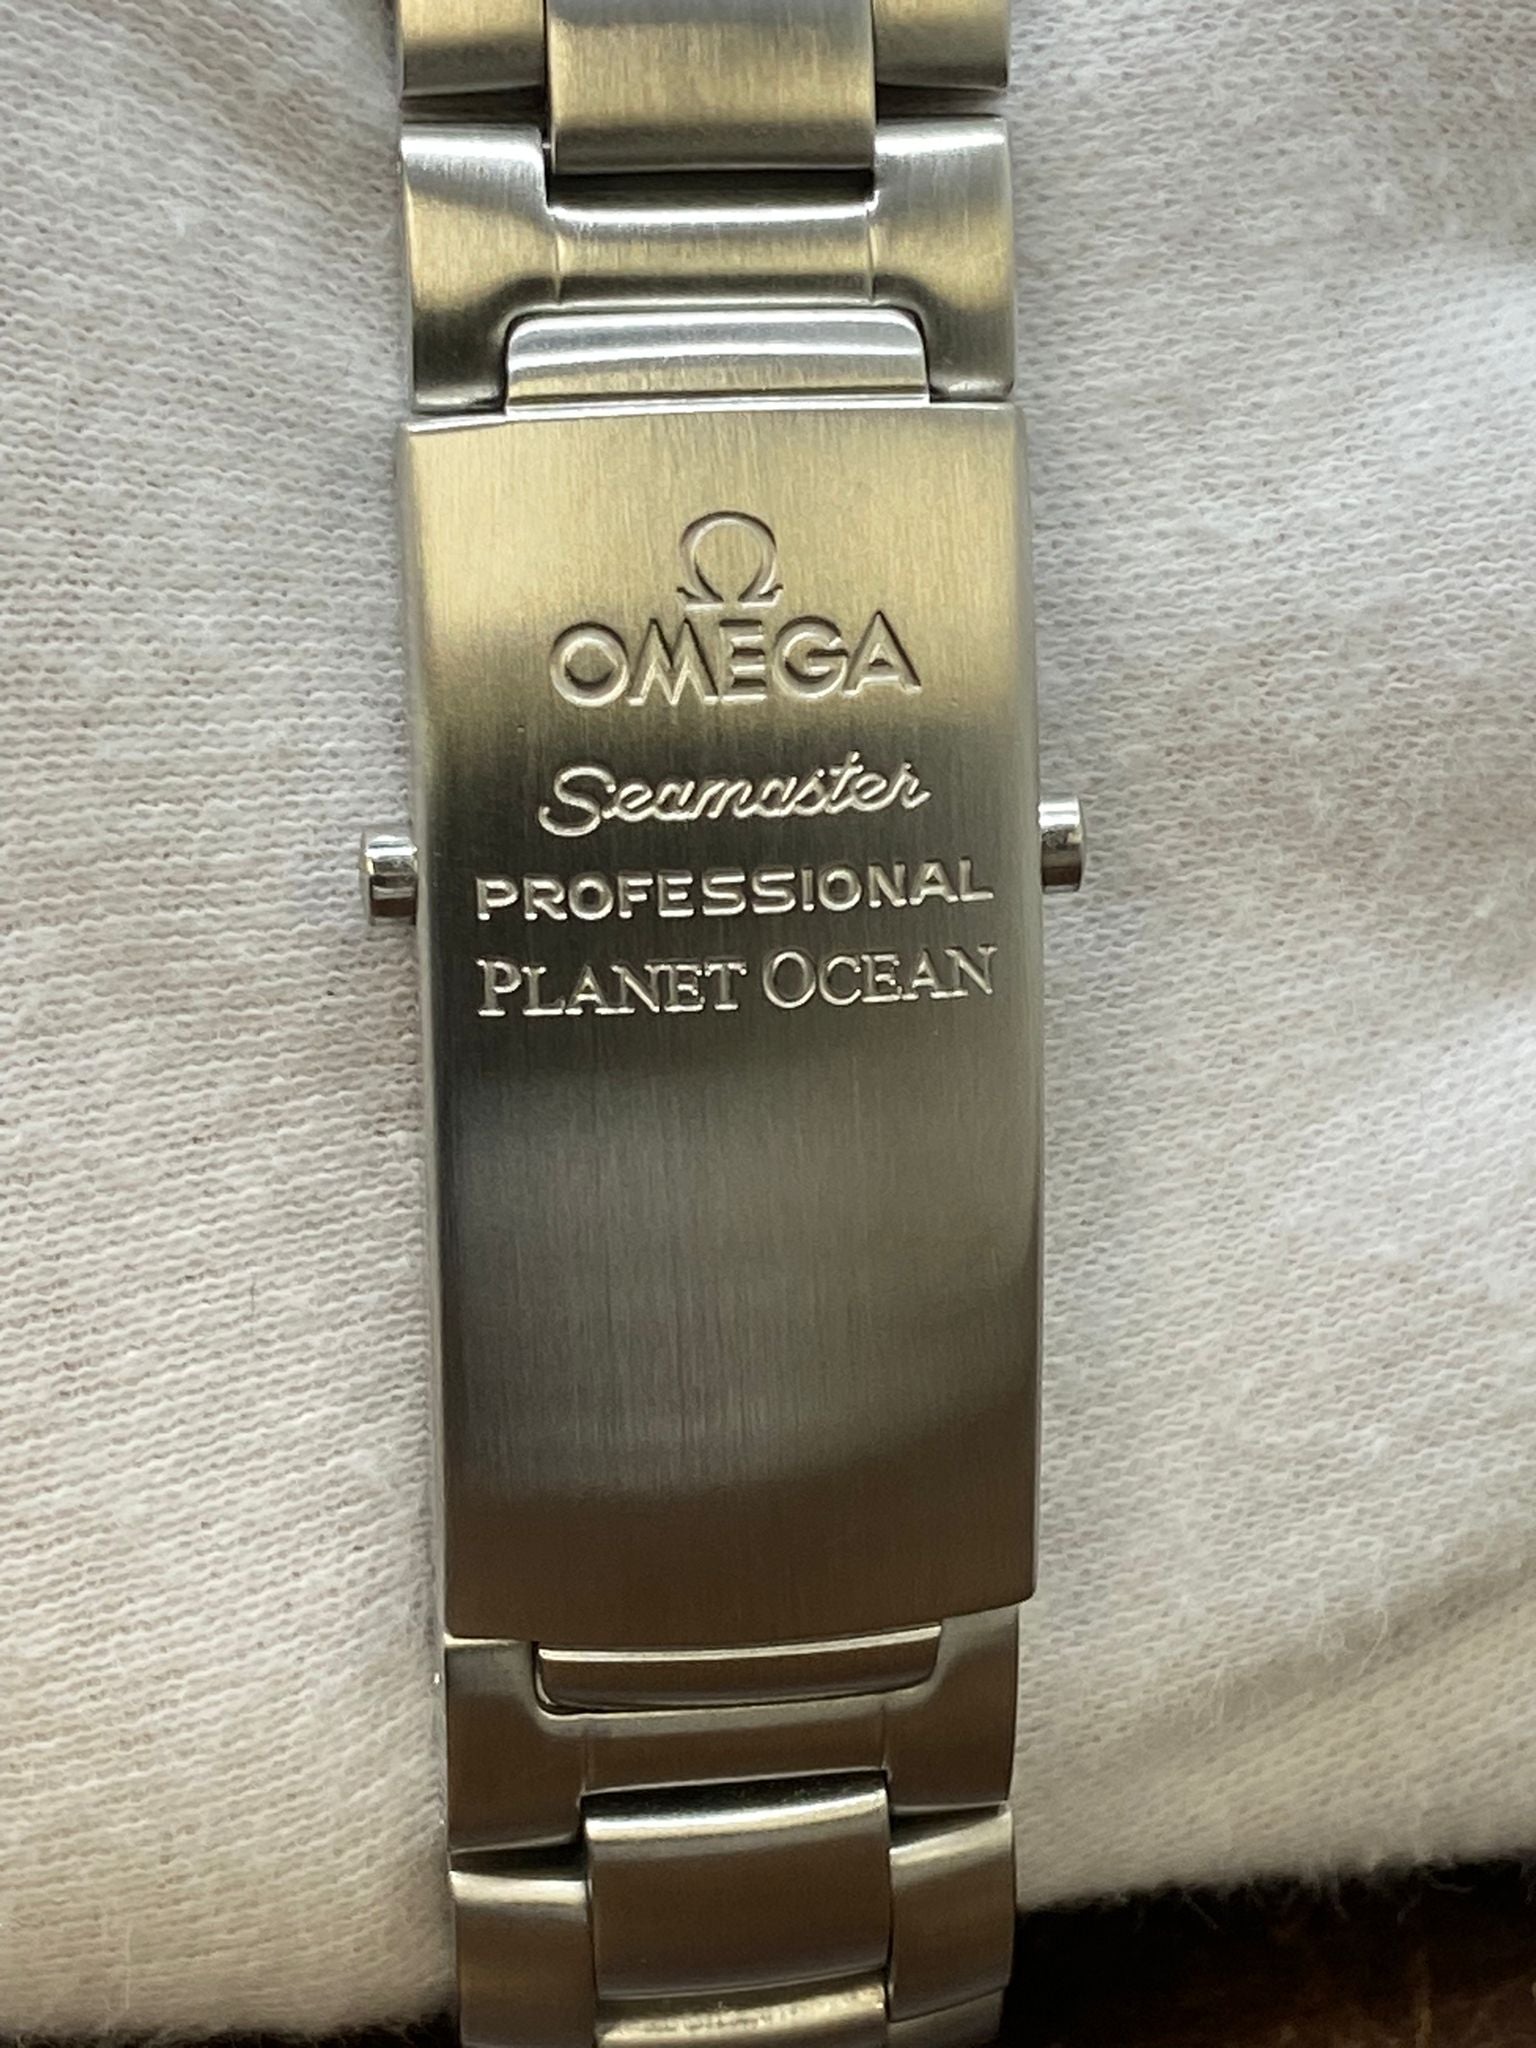 Ω
OMEGA
Seamaster
PROFESSIONAL
PLANET OCEAN